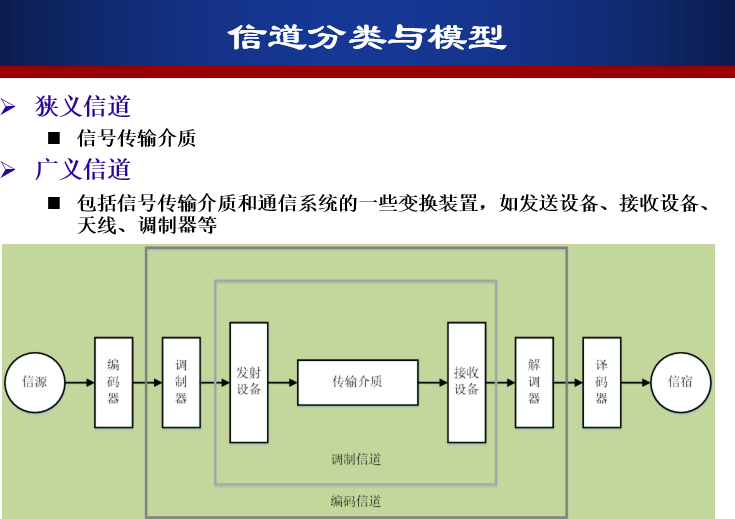 信道分类与模型
狭义信道
信号传输介质
广义信道
包括信号传输介质和通信系统的一些变换装置，如发送设备、接收设备、
天线、调制器等
信源
编
码
器
调
制
器
发射
设备
传输介质
接收
设备
解
调
器
译
码
器
信宿
调制信道
编码信道